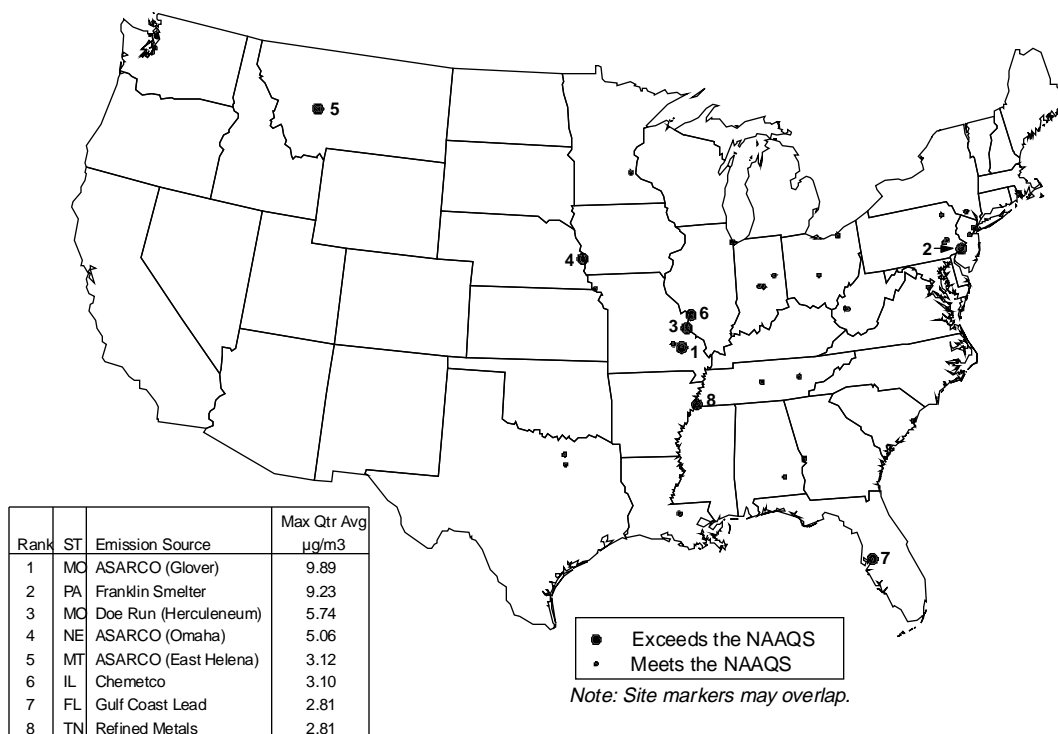 5
2
4
6
3
1
8
7
Max Qtr Avg
Rank ST Emission Source µg/m3
1 MO ASARCO (Glover) 9.89
2 PA Franklin Smelter 9.23
3 MO Doe Run (Herculeneum) 5.74
4 NE ASARCO (Omaha) 5.06
5 MT ASARCO (East Helena) 3.12
6 IL Chemetco 3.10
7 FL Gulf Coast Lead 2.81
8 TN Refined Metals 2.81
Exceeds the NAAQS
Meets the NAAQS
Note: Site markers may overlap.